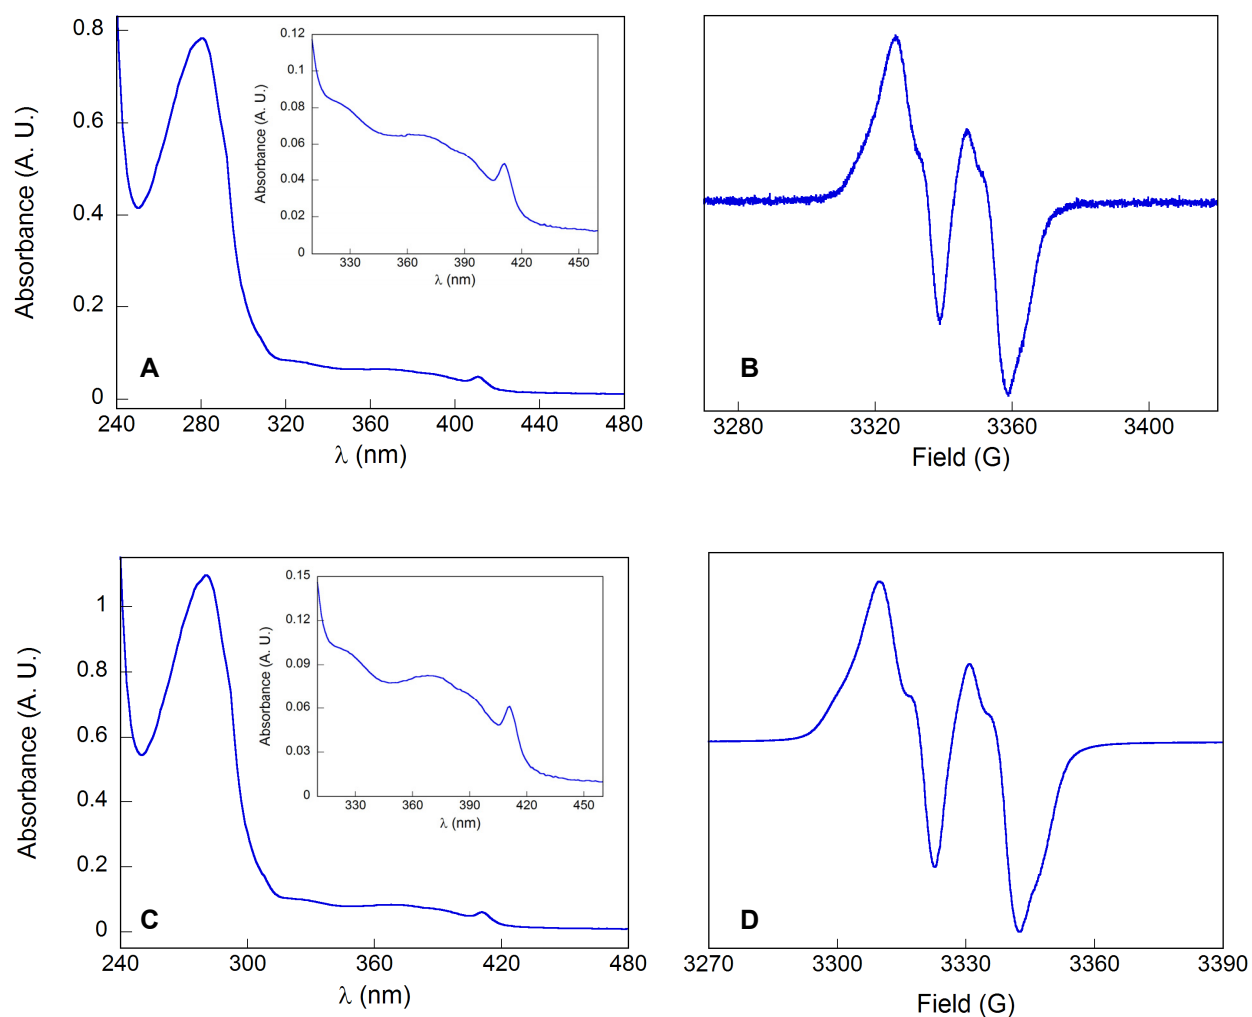 0.8
0.6
0.4
0.2
0
Absorbance (A. U.)
240 280 320 360 400 440 480
λ (nm)
A
0.12
0.1
0.08
0.06
0.04
0.02
0
Absorbance (A. U.)
330 360 390 420 450
λ (nm)
B
3280 3320 3360 3400
Field (G)
1
0.8
0.6
0.4
0.2
0
Absorbance (A. U.)
240 300 360 420 480
λ (nm)
C
0.15
0.12
0.09
0.06
0.03
0
Absorbance (A. U.)
330 360 390 420 450
λ (nm)
D
3270 3300 3330 3360 3390
Field (G)